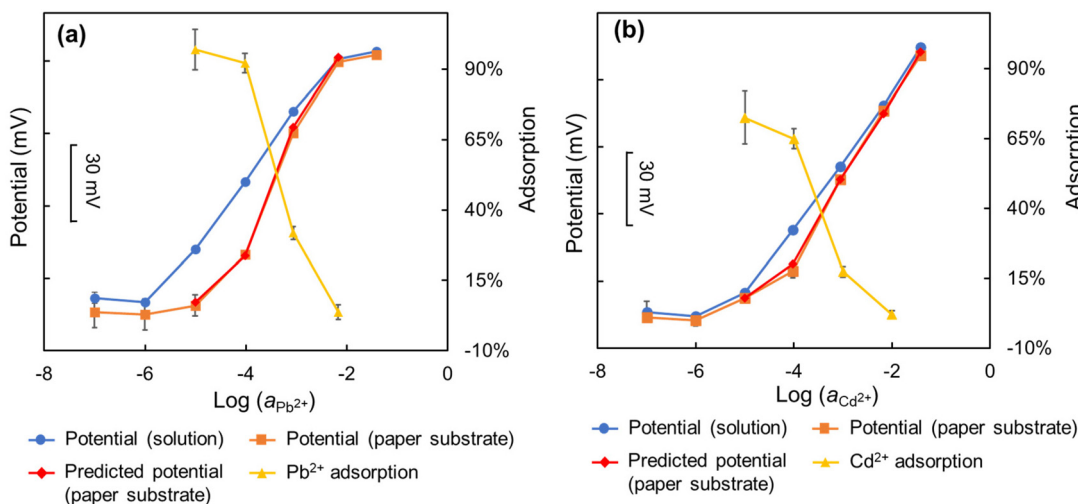 (a)
Potential (mV)
30 mV
90%
65%
40%
15%
-10%
Adsorption
-8
-6
-4
-2
0
Log (aPb2+)
Potential (solution)
Potential (paper substrate)
Predicted potential
(paper substrate)
Pb2+ adsorption
(b)
Potential (mV)
30 mV
90%
65%
40%
15%
-10%
Adsorption
-8
-6
-4
-2
0
Log (aCd2+)
Potential (solution)
Potential (paper substrate)
Predicted potential
(paper substrate)
Cd2+ adsorption